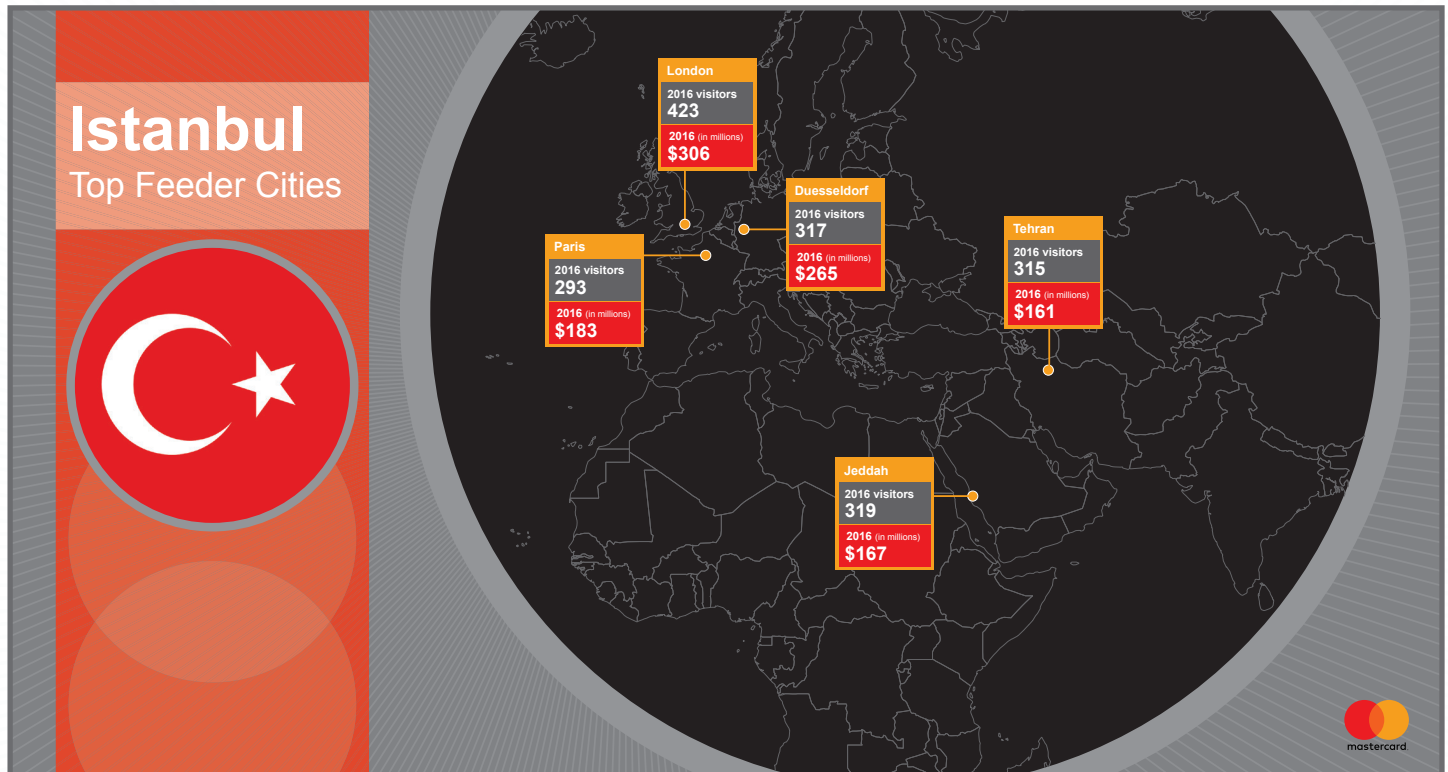 Istanbul
Top Feeder Cities
London
2016 visitors
423
2016 (in millions)
$306
Duesseldorf
2016 visitors
317
2016 (in millions)
$265
Paris
2016 visitors
293
2016 (in millions)
$183
Tehran
2016 visitors
315
2016 (in millions)
$161
Jeddah
2016 visitors
319
2016 (in millions)
$167
mastercard